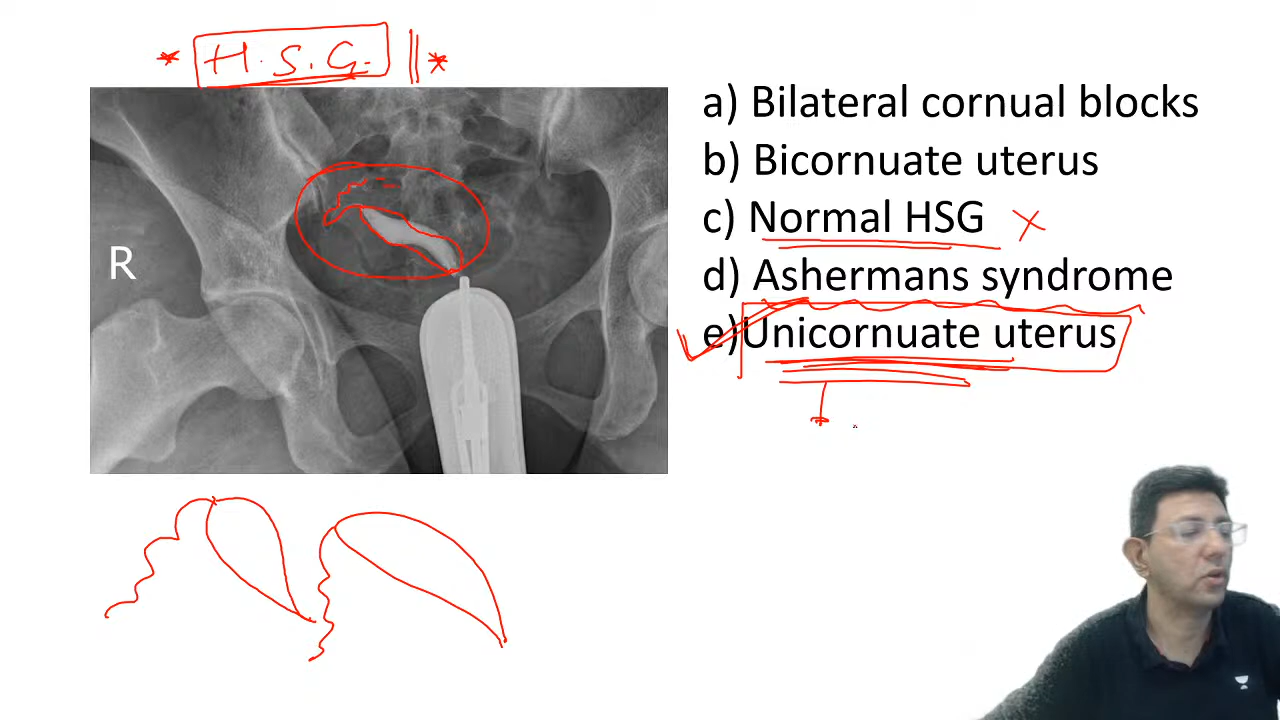 * H.S.G. *
a) Bilateral cornual blocks
b) Bicornuate uterus
c) Normal HSG ×
d) Ashermans syndrome
e)Unicornuate uterus
R